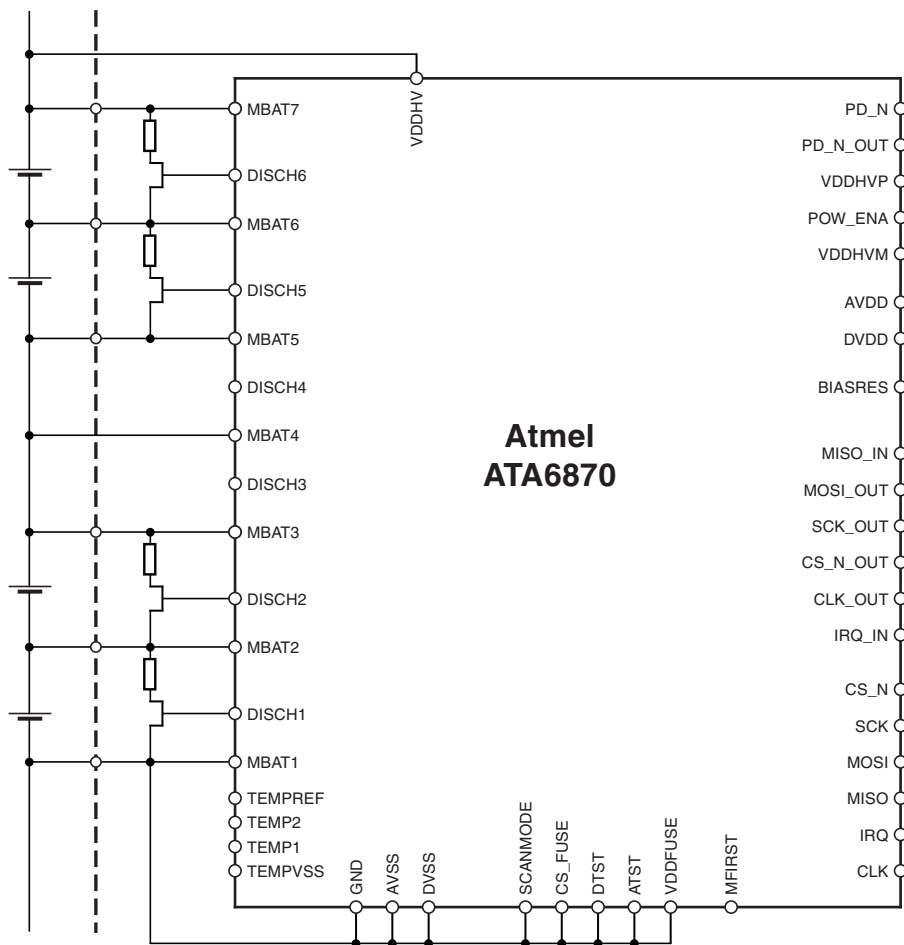 VDDHV
MBAT7
DISCH6
MBAT6
DISCH5
MBAT5
DISCH4
MBAT4
DISCH3
MBAT3
DISCH2
MBAT2
DISCH1
MBAT1
TEMPREF
TEMP2
TEMP1
TEMPVSS
Atmel
ATA6870
PD_N
PD_N_OUT
VDDHVP
POW_ENA
VDDHVM
AVDD
DVDD
BIASRES
MISO_IN
MOSI_OUT
SCK_OUT
CS_N_OUT
CLK_OUT
IRQ_IN
CS_N
SCK
MOSI
MISO
IRQ
CLK
GND
AVSS
DVSS
SCANMODE
CS_FUSE
DTST
ATST
VDDFUSE
MFIRST